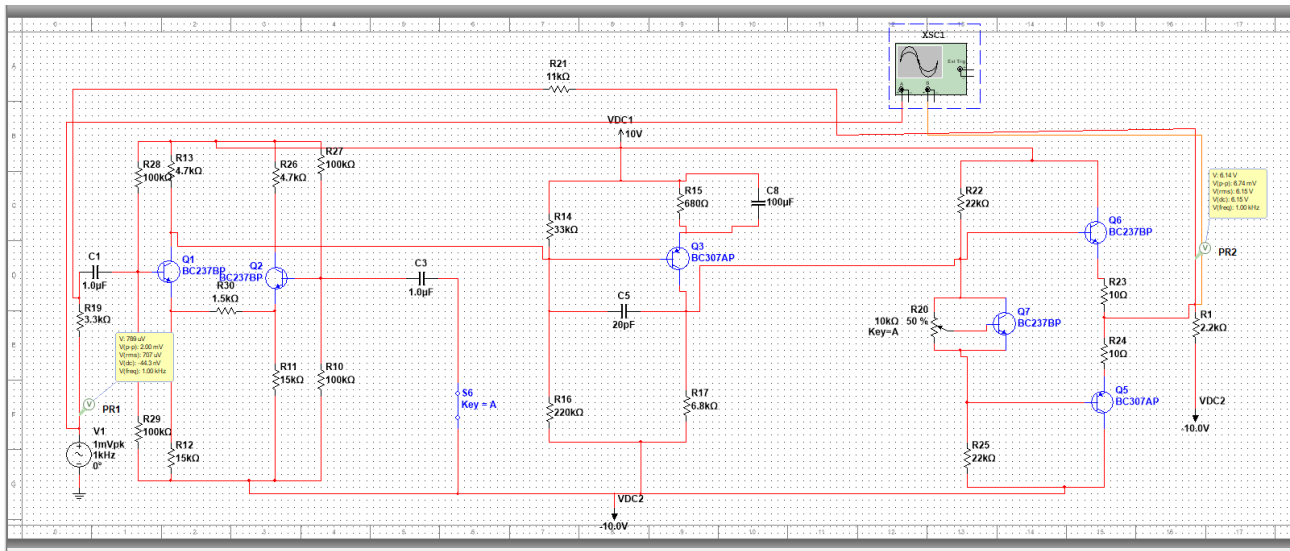 XSC1
Ext Trig
A
B
R21
11kΩ
VDC1
10V
R28
100kΩ
R13
4.7kΩ
R26
4.7kΩ
R27
100kΩ
R14
33kΩ
R15
680Ω
C8
100µF
R22
22kΩ
Q6
BC237BP
V: 6.14 V
V(p-p): 6.74 mV
V(rms): 6.15 V
V(dc): 6.15 V
V(freq): 1.00 kHz
PR2
C1
1.0µF
Q1
BC237BP
Q2
BC237BP
R30
1.5kΩ
C3
1.0µF
Q3
BC307AP
C5
20pF
R23
10Ω
R19
3.3kΩ
R20
10kΩ
50 %
Key=A
Q7
BC237BP
R1
2.2kΩ
V: 789 uV
V(p-p): 2.00 mV
V(rms): 707 uV
V(dc): -44.3 nV
V(freq): 1.00 kHz
PR1
R11
15kΩ
R10
100kΩ
S6
Key = A
R16
220kΩ
R17
6.8kΩ
R24
10Ω
Q5
BC307AP
VDC2
-10.0V
V1
1mVpk
1kHz
0°
R29
100kΩ
R12
15kΩ
R25
22kΩ
VDC2
-10.0V